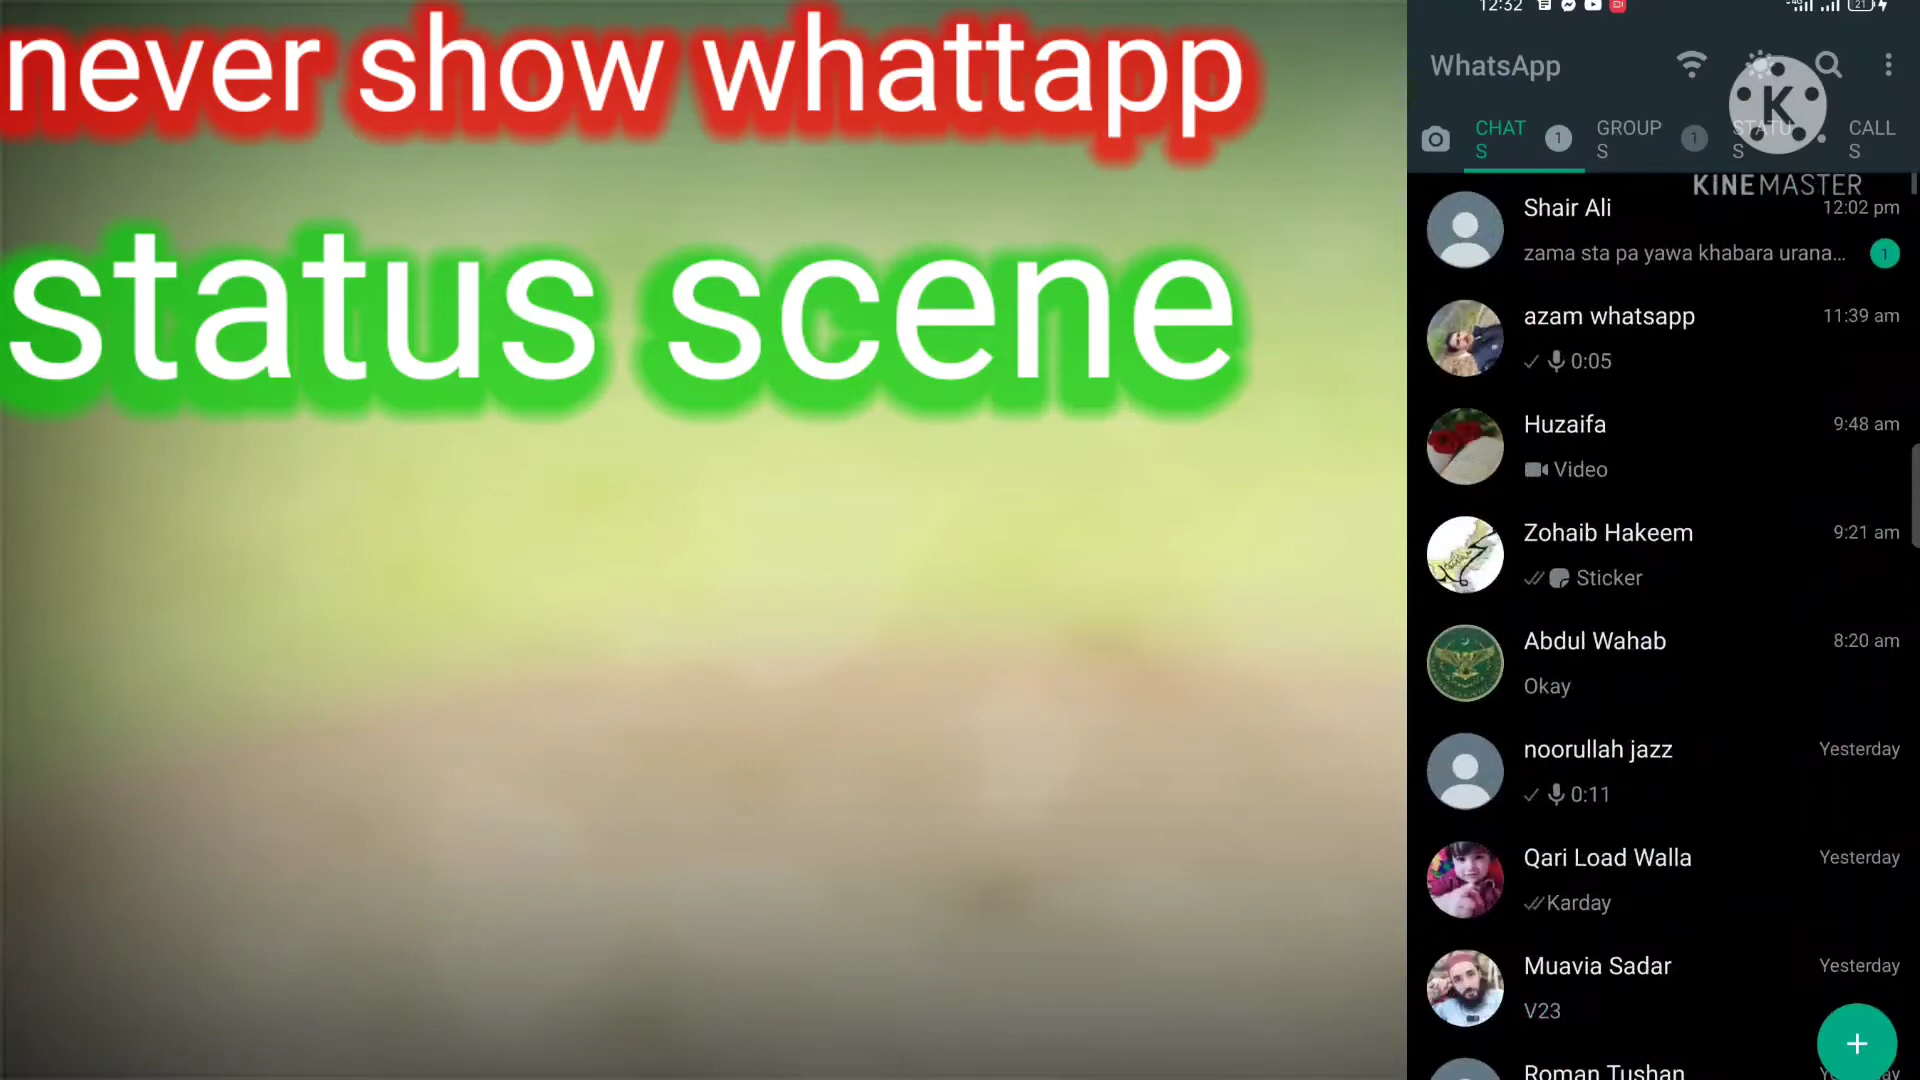 never show whattapp
status scene
12:32
21
WhatsApp
K
KINEMASTER
CHAT
S
1
GROUP
S
1
STATU
S
CALL
S
Shair Ali
12:02 pm
zama sta pa yawa khabara urana...
1
azam whatsapp
11:39 am
0:05
Huzaifa
9:48 am
Video
Zohaib Hakeem
9:21 am
Sticker
Abdul Wahab
8:20 am
Okay
noorullah jazz
Yesterday
0:11
Qari Load Walla
Yesterday
Karday
Muavia Sadar
Yesterday
V23
Roman Tushan